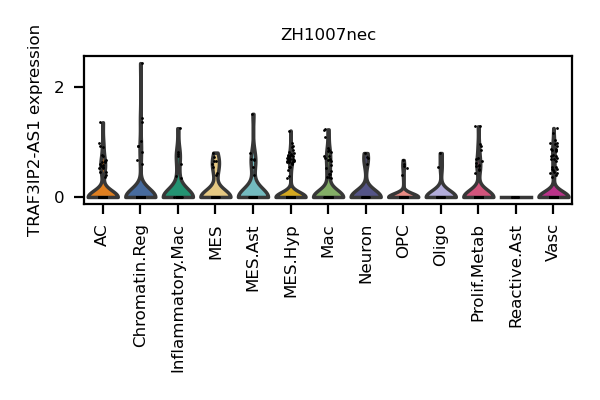 ZH1007nec
TRAF3IP2-AS1 expression
2
0
AC
Chromatin.Reg
Inflammatory.Mac
MES
MES.Ast
MES.Hyp
Mac
Neuron
OPC
Oligo
Prolif.Metab
Reactive.Ast
Vasc